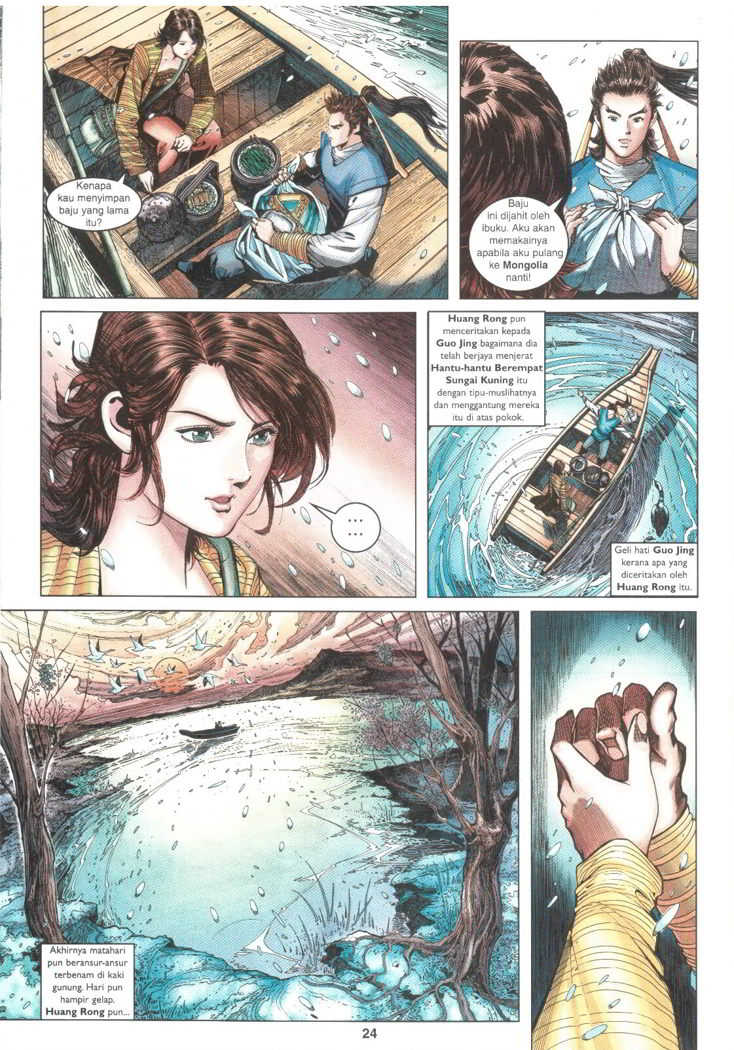 Kenapa
kau menyimpan
baju yang lama
itu?
Baju
ini dijahit oleh
ibuku. Aku akan
memakainya
apabila aku pulang
ke Mongolia
nanti!
...
...
Huang Rong pun
menceritakan kepada
Guo Jing bagaimana dia
telah berjaya menjerat
Hantu-hantu Berempat
Sungai Kuning itu
dengan tipu-muslihatnya
dan menggantung mereka
itu di atas pokok.
Geli hati Guo Jing
kerana apa yang
diceritakan oleh
Huang Rong itu.
Akhirnya matahari
pun beransur-ansur
terbenam di kaki
gunung. Hari pun
hampir gelap.
Huang Rong pun...
24